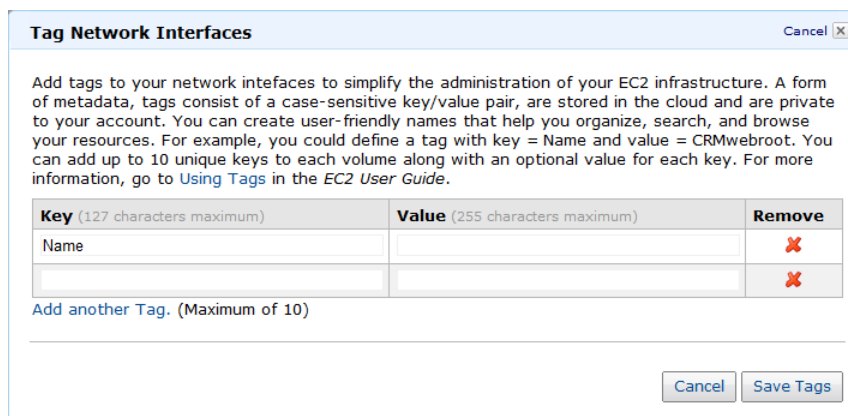 Tag Network Interfaces
Cancel
Add tags to your network intefaces to simplify the administration of your EC2 infrastructure. A form
of metadata, tags consist of a case-sensitive key/value pair, are stored in the cloud and are private
to your account. You can create user-friendly names that help you organize, search, and browse
your resources. For example, you could define a tag with key = Name and value = CRMwebroot. You
can add up to 10 unique keys to each volume along with an optional value for each key. For more
information, go to Using Tags in the EC2 User Guide.
Key (127 characters maximum) Value (255 characters maximum) Remove
Name
Add another Tag. (Maximum of 10)
Cancel Save Tags